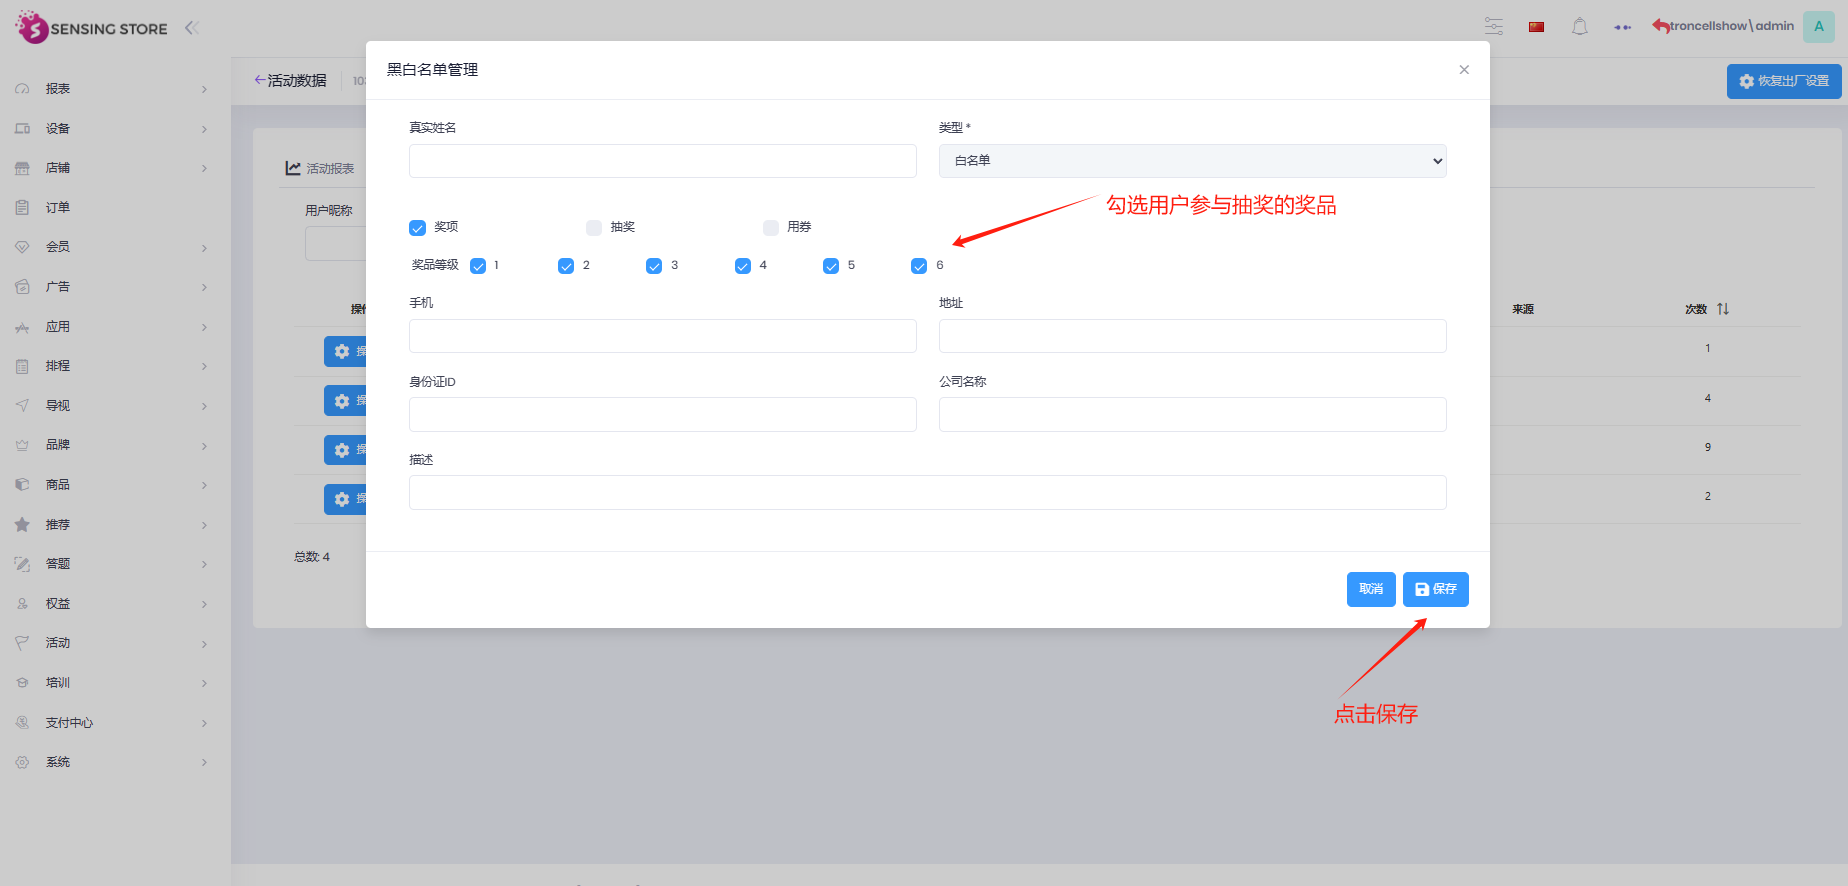 SENSING STORE
troncellshow\admin
A
报表
设备
店铺
订单
会员
广告
应用
排程
导视
品牌
商品
推荐
答题
权益
活动
培训
支付中心
系统
活动数据
恢复出厂设置
活动报表
用户昵称
来源
次数
1
4
9
2
总数: 4
黑白名单管理
真实姓名
类型 *
白名单
勾选用户参与抽奖的奖品
奖项
抽奖
用券
奖品等级
1
2
3
4
5
6
手机
地址
身份证ID
公司名称
描述
取消
保存
点击保存